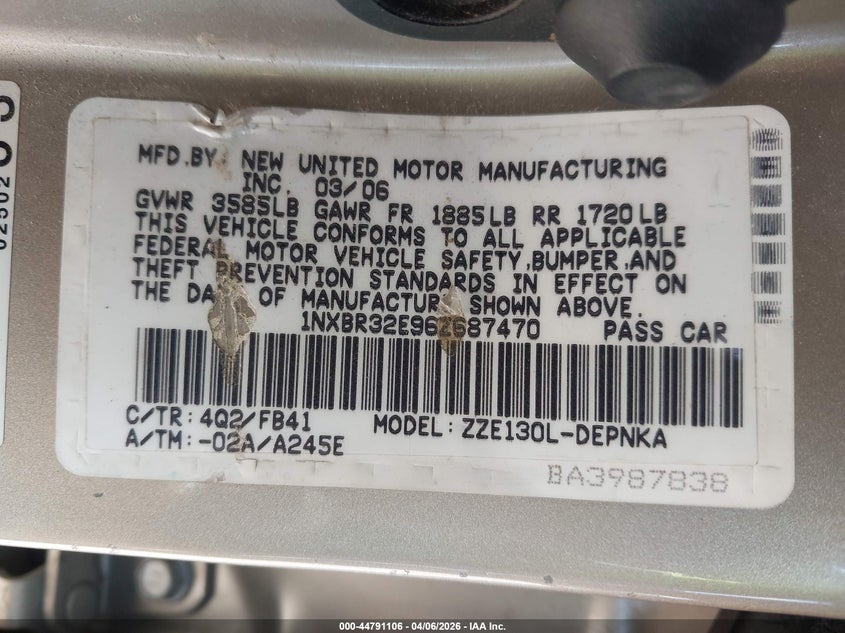 MFD.BY: NEW UNITED MOTOR MANUFACTURING
INC. 03/06
GVWR 3585LB GAWR FR 1885LB RR 1720LB
THIS VEHICLE CONFORMS TO ALL APPLICABLE
FEDERAL MOTOR VEHICLE SAFETY,BUMPER,AND
THEFT PREVENTION STANDARDS IN EFFECT ON
THE DA OF MANUFACTUR SHOWN ABOVE.
1NXBR32E96Z687470 PASS CAR
C/TR: 4Q2/FB41 MODEL: ZZE130L-DEPNKA
A/TM:-02A/A245E
BA3987838
000-44791106 - 04/06/2026 - IAA Inc.